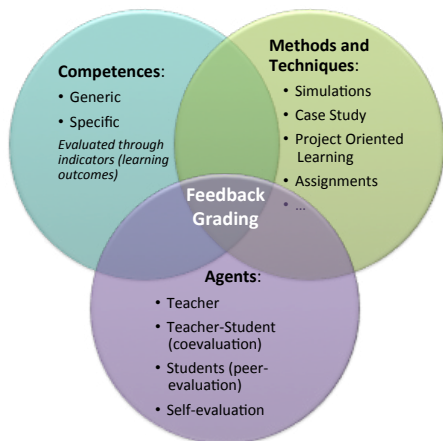 Competences:
• Generic
• Specific
Evaluated through
indicators (learning
outcomes)
Methods and
Techniques:
• Simulations
• Case Study
• Project Oriented
Learning
• Assignments
• ...
Feedback
Grading
Agents:
• Teacher
• Teacher-Student
(coevaluation)
• Students (peer-
evaluation)
• Self-evaluation